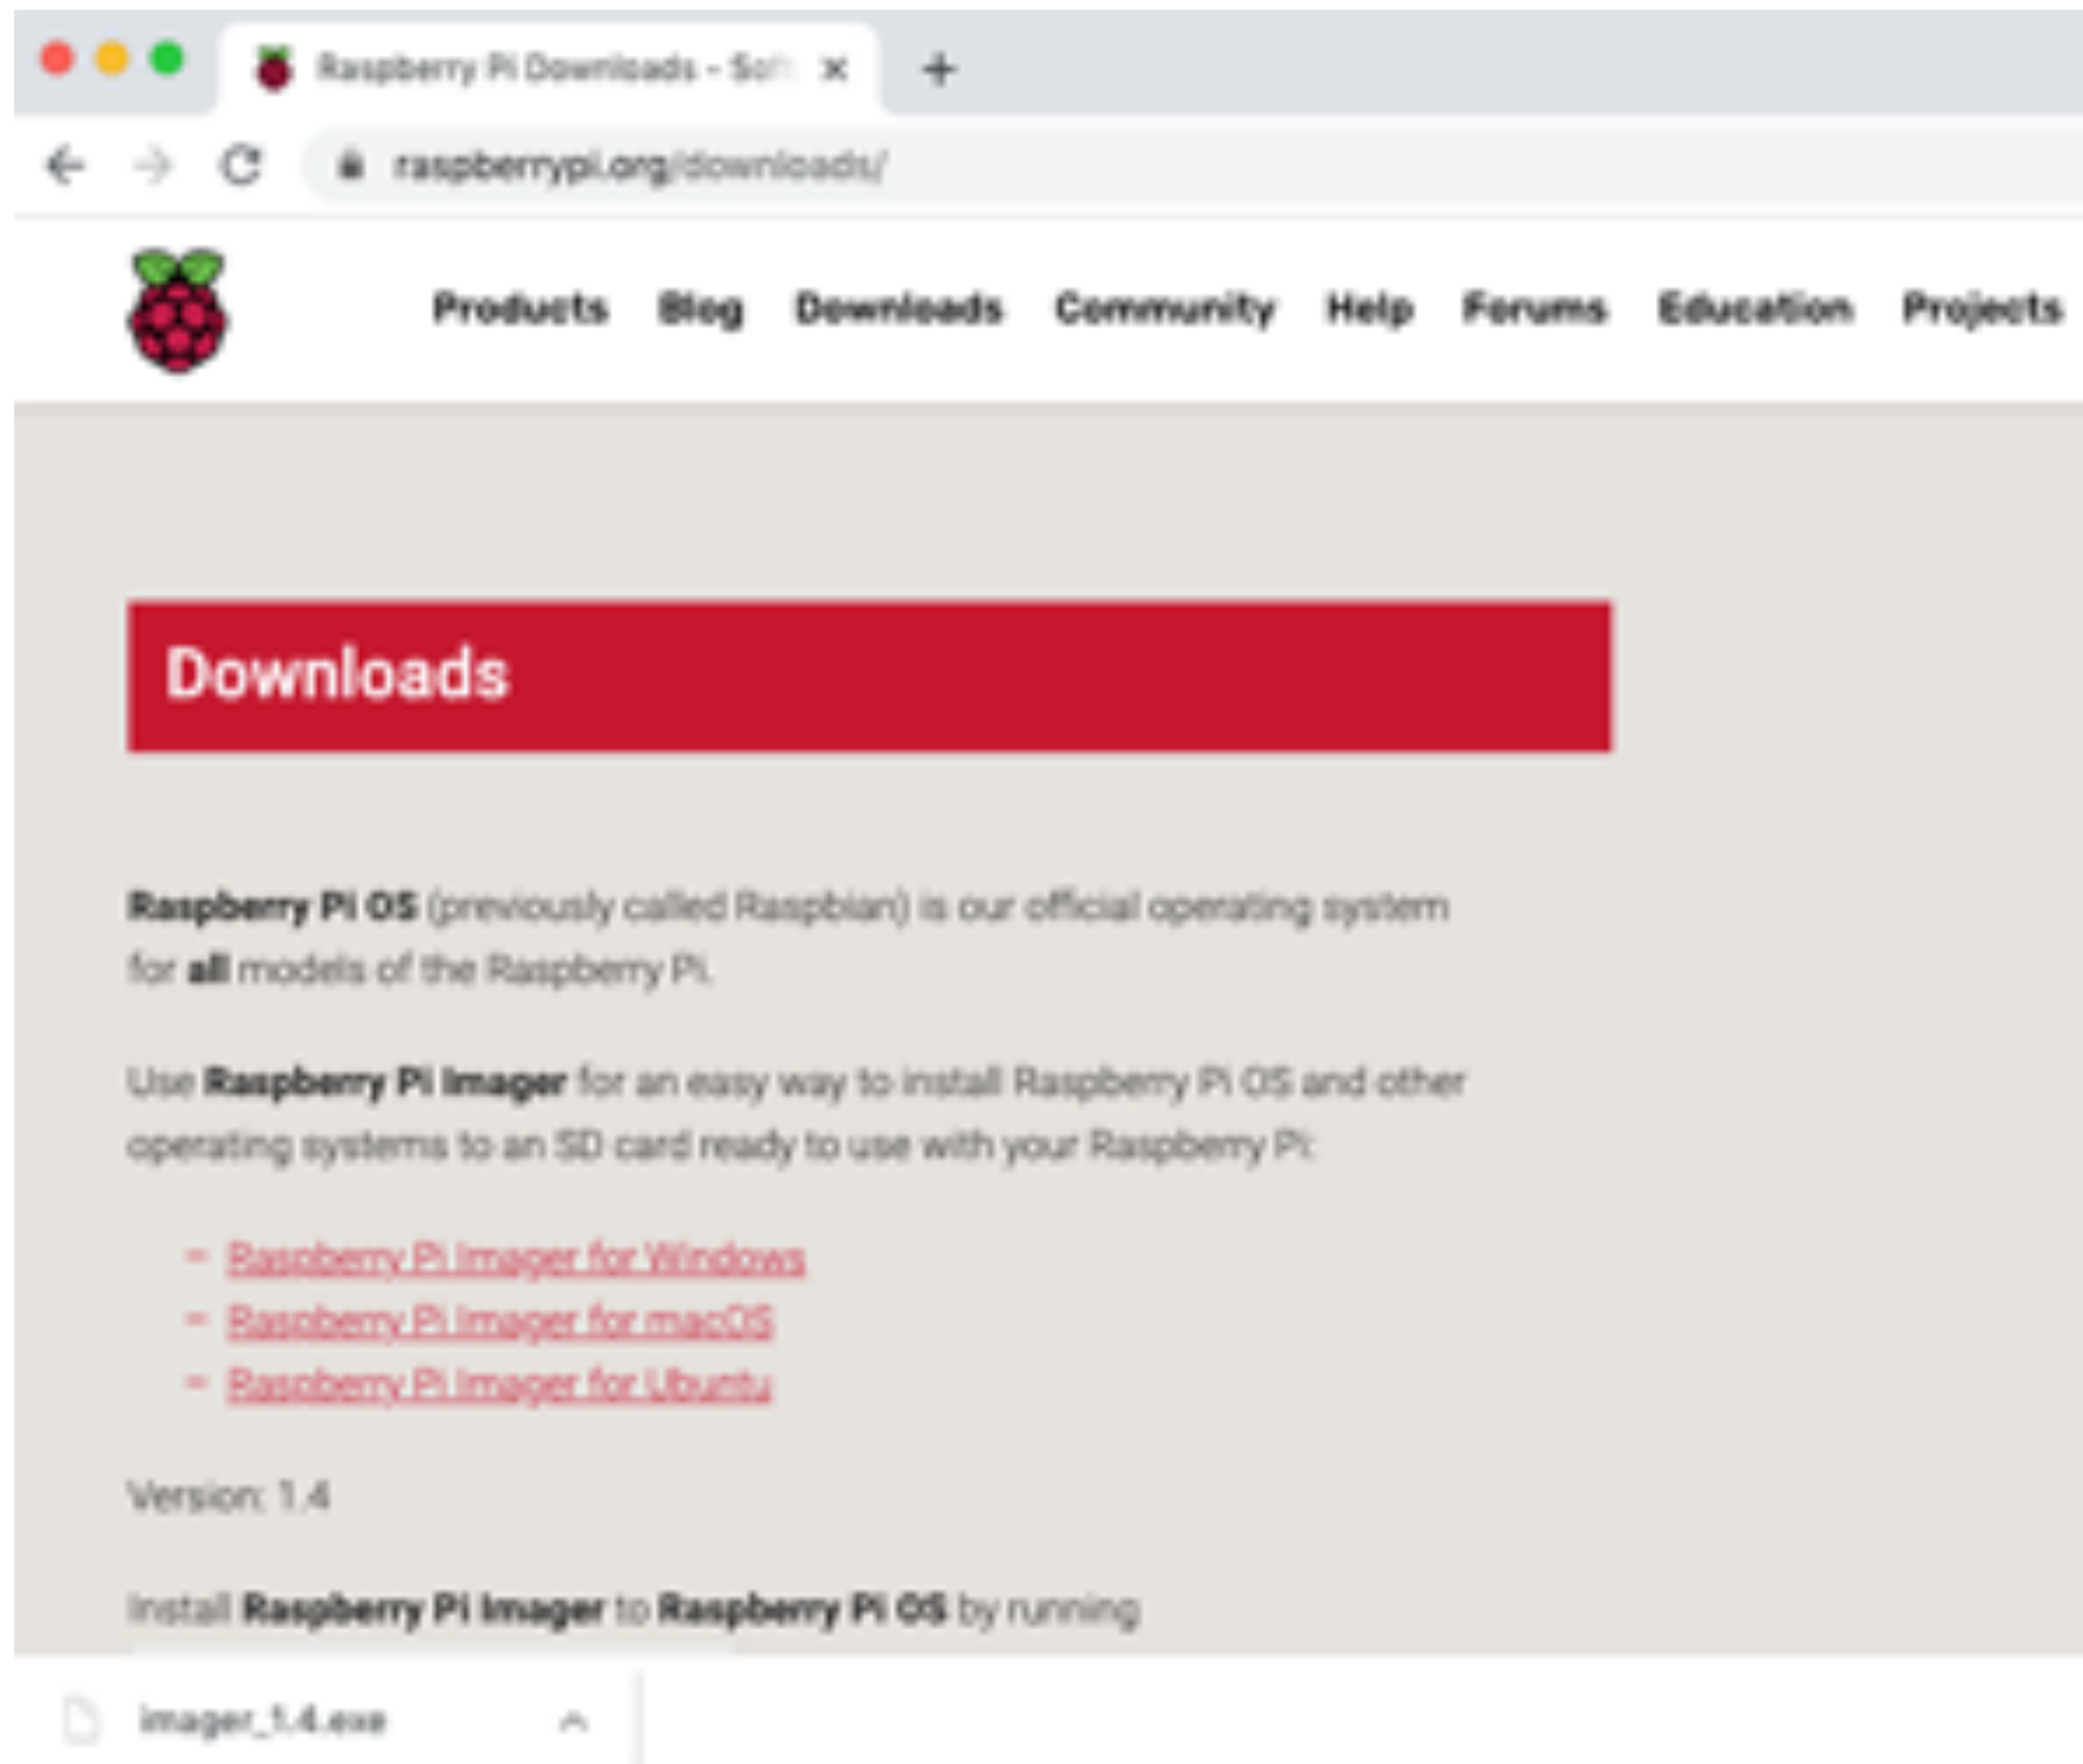 Raspberry Pi Downloads - Sof
raspberrypi.org/downloads/
Products Blog Downloads Community Help Forums Education Projects
Downloads
Raspberry Pi OS (previously called Raspbian) is our official operating system
for all models of the Raspberry Pi.
Use Raspberry Pi Imager for an easy way to install Raspberry Pi OS and other
operating systems to an SD card ready to use with your Raspberry Pi:
– Raspberry Pi Imager for Windows
– Raspberry Pi Imager for macOS
– Raspberry Pi Imager for Ubuntu
Version: 1.4
Install Raspberry Pi Imager to Raspberry Pi OS by running
imager_1.4.exe